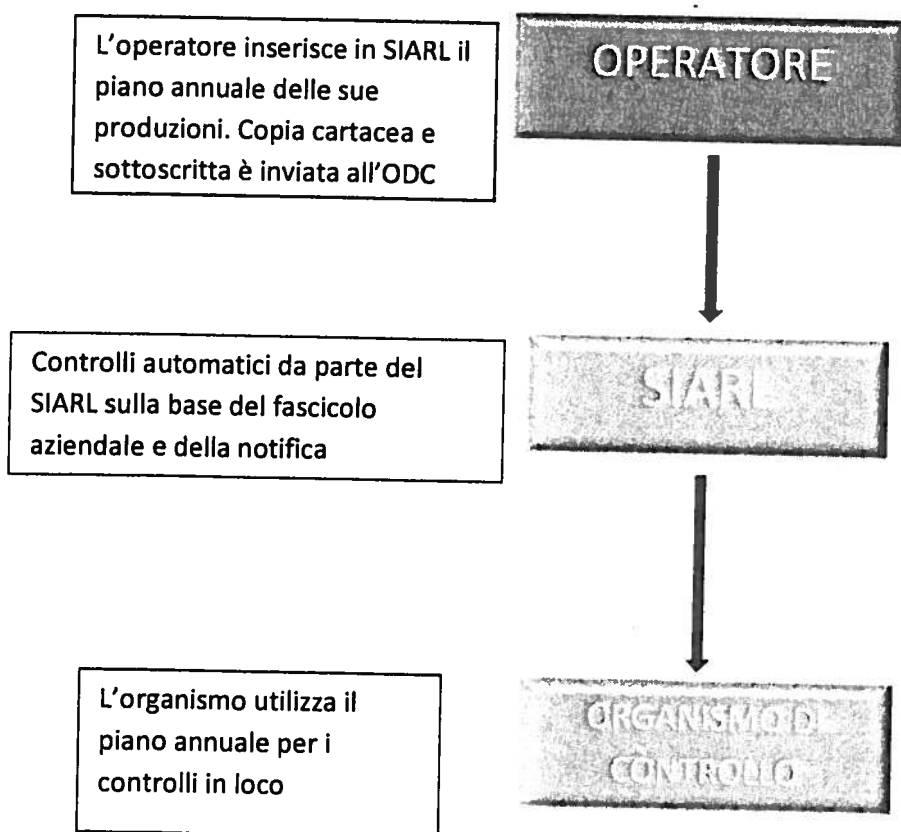 L'operatore inserisce in SIARL il
piano annuale delle sue
produzioni. Copia cartacea e
sottoscritta è inviata all'ODC
OPERATORE
Controlli automatici da parte del
SIARL sulla base del fascicolo
aziendale e della notifica
SIARL
L'organismo utilizza il
piano annuale per i
controlli in loco
ORGANISMO DI
CONTROLLO